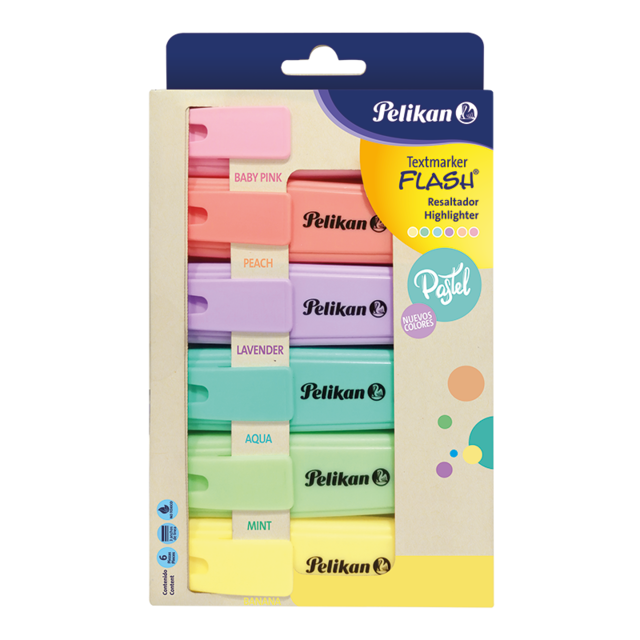 Pelikan
Textmarker
FLASH®
Resaltador
Highlighter
Pastel
NUEVOS
COLORES
BABY PINK
Pelikan
PEACH
Pelikan
LAVENDER
Pelikan
AQUA
Pelikan
MINT
Pelikan
BANANA
Contenido
Content
6